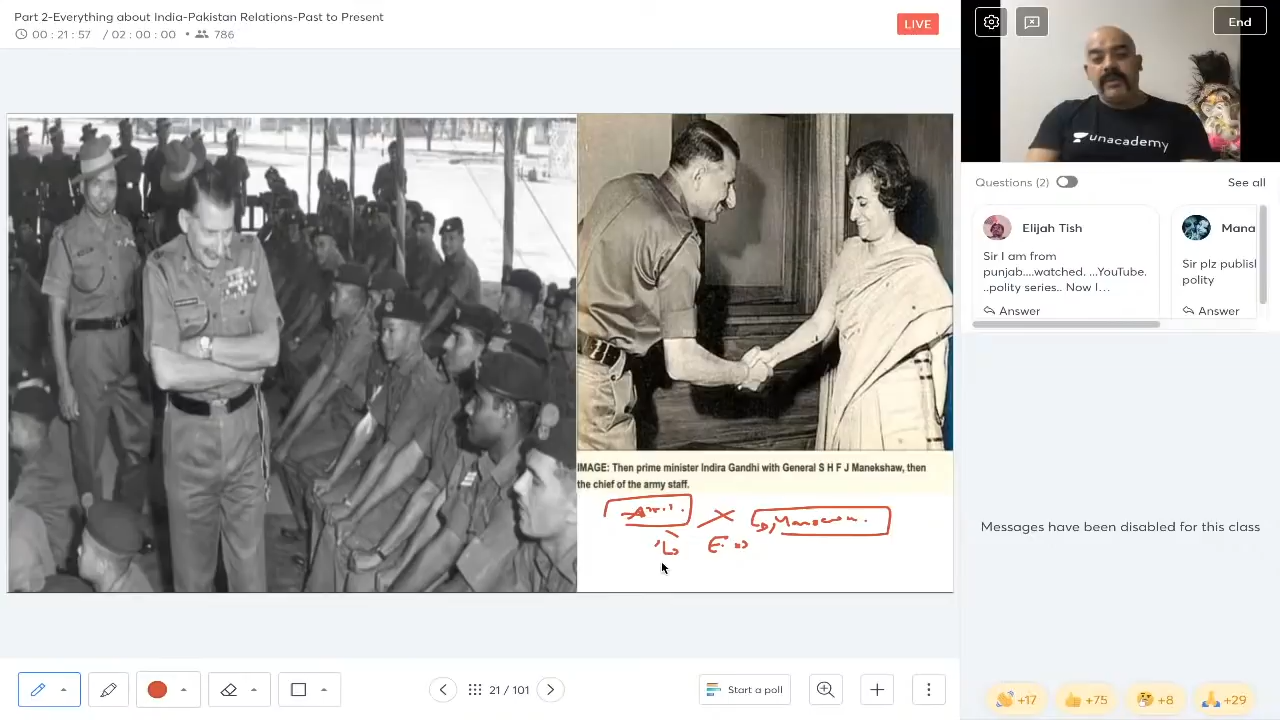 Part 2-Everything about India-Pakistan Relations-Past to Present
00 : 21 : 57 / 02 : 00 : 00 • 786
LIVE
End
unacademy
Questions (2)
See all
Elijah Tish
Sir I am from
punjab....watched. ...YouTube.
..polity series.. Now I...
Answer
Mana
Sir plz publisl
polity
Answer
IMAGE: Then prime minister Indira Gandhi with General S H F J Manekshaw, then
the chief of the army staff.
Messages have been disabled for this class
21 / 101
Start a poll
+17
+75
+8
+29